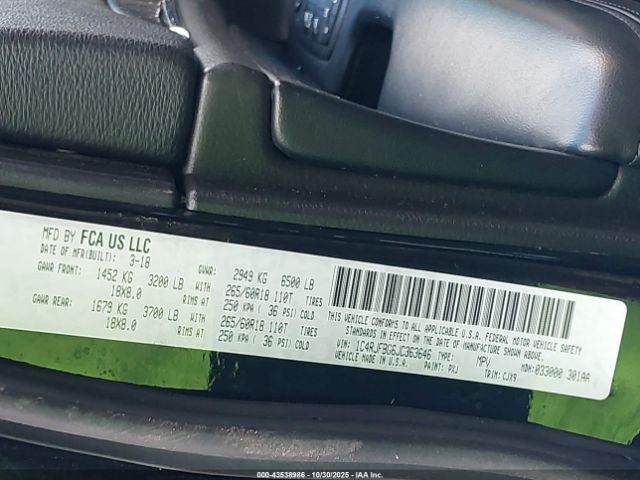 MFD BY FCA US LLC
DATE OF MFR(BUILT): 3-18 GVWR: 2949 KG 6500 LB
GAWR FRONT: 1452 KG 3200 LB WITH 265/60R18 110T TIRES
18X8.0 RIMS AT 250 KPA ( 36 PSI) COLD
GAWR REAR: 1679 KG 3700 LB WITH 265/60R18 110T TIRES
18X8.0 RIMS AT 250 KPA ( 36 PSI) COLD
THIS VEHICLE CONFORMS TO ALL APPLICABLE U.S.A. FEDERAL MOTOR VEHICLE SAFETY
STANDARDS IN EFFECT ON THE DATE OF MANUFACTURE SHOWN ABOVE.
VIN: 1C4RJFBG6JC363646 TYPE: MPV MDH: 033000 301AA
MADE IN U.S.A. PAINT: PXJ TRIM: CJX9
000-43538986 - 10/30/2025 - IAAI.COM